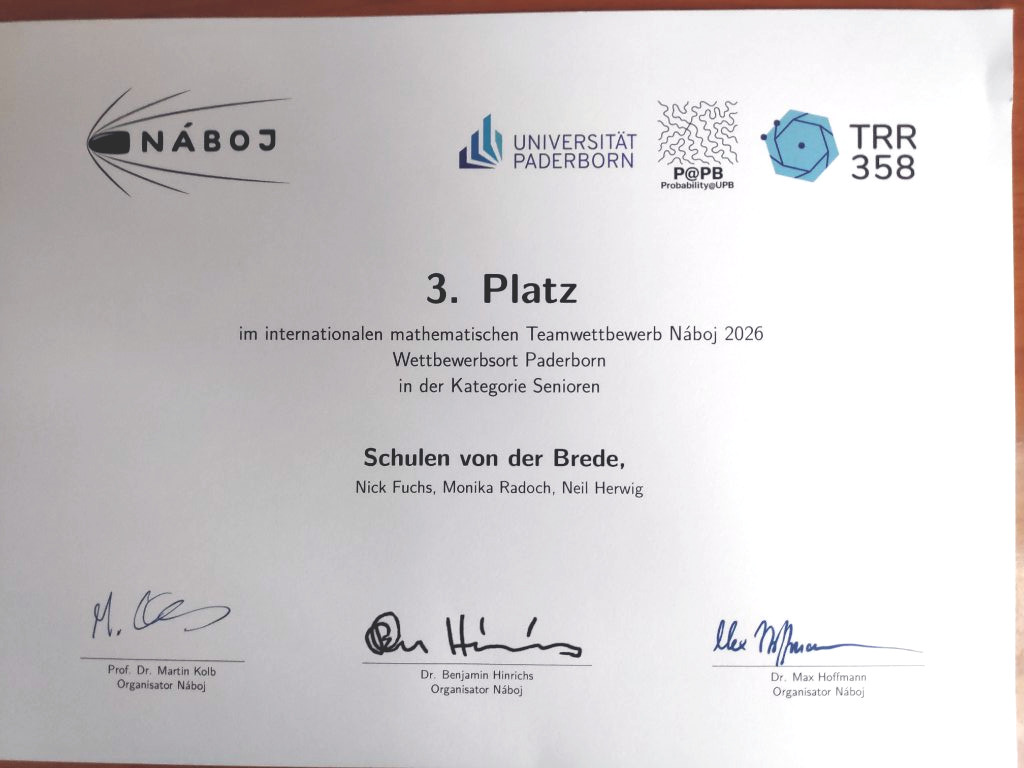 NÁBOJ
UNIVERSITÄT
PADERBORN
P@PB
Probability@UPB
TRR
358
3. Platz
im internationalen mathematischen Teamwettbewerb Náboj 2026
Wettbewerbsort Paderborn
in der Kategorie Senioren
Schulen von der Brede,
Nick Fuchs, Monika Radoch, Neil Herwig
Prof. Dr. Martin Kolb
Organisator Náboj
Dr. Benjamin Hinrichs
Organisator Náboj
Max Hoffmann
Dr. Max Hoffmann
Organisator Náboj